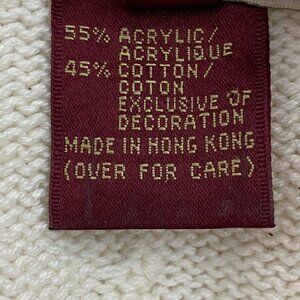 55% ACRYLIC/
ACRYLIQUE
45% COTTON/
COTON
EXCLUSIVE OF
DECORATION
MADE IN HONG KONG
(OVER FOR CARE)